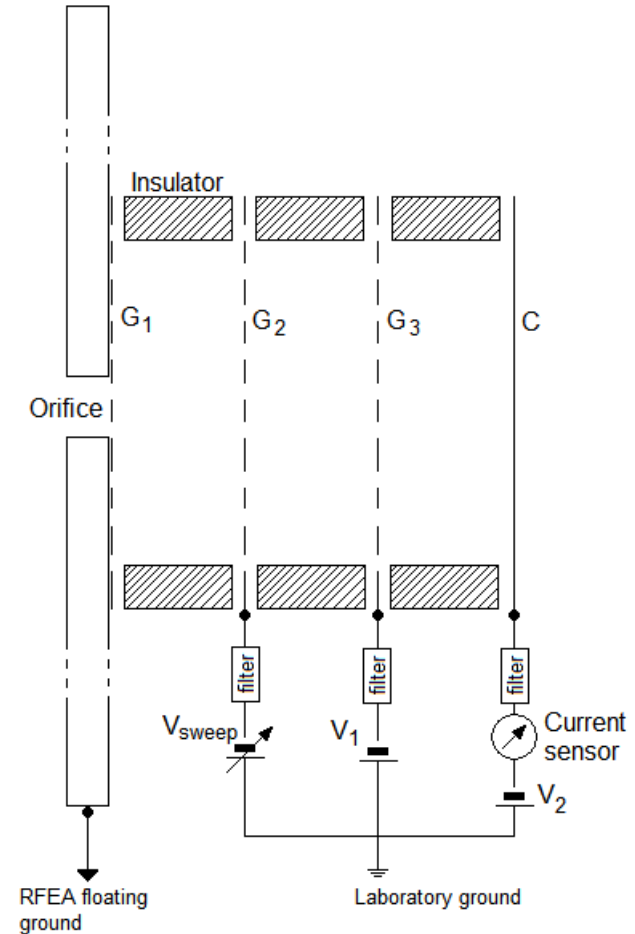 Insulator
G1
G2
G3
C
Orifice
filter
filter
filter
Vsweep
V1
Current
sensor
V2
RFEA floating
ground
Laboratory ground